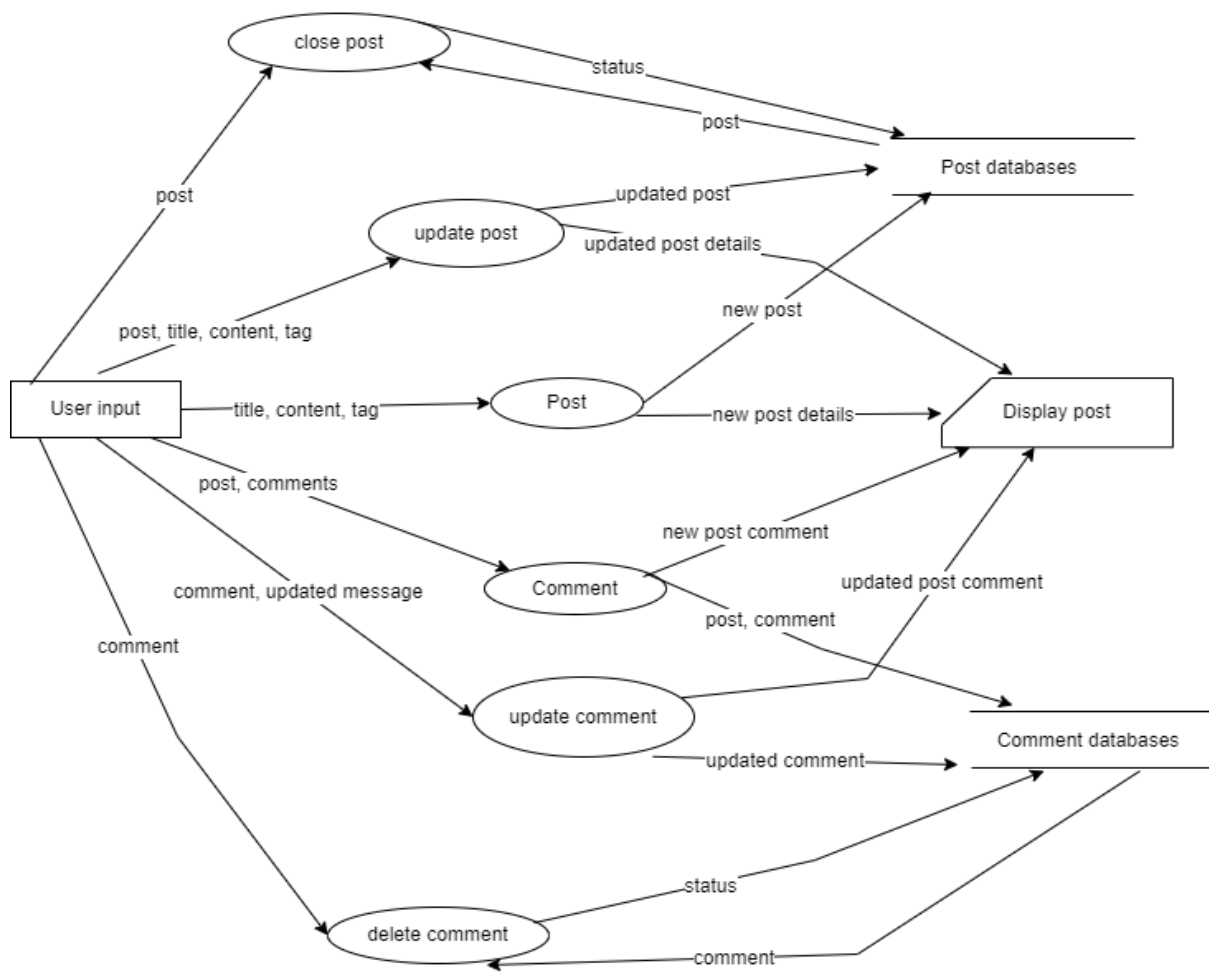 close post
status
post
Post databases
post
updated post
update post
updated post details
new post
post, title, content, tag
User input
title, content, tag
Post
new post details
Display post
post, comments
new post comment
updated post comment
Comment
comment, updated message
post, comment
comment
update comment
Comment databases
updated comment
status
delete comment
comment